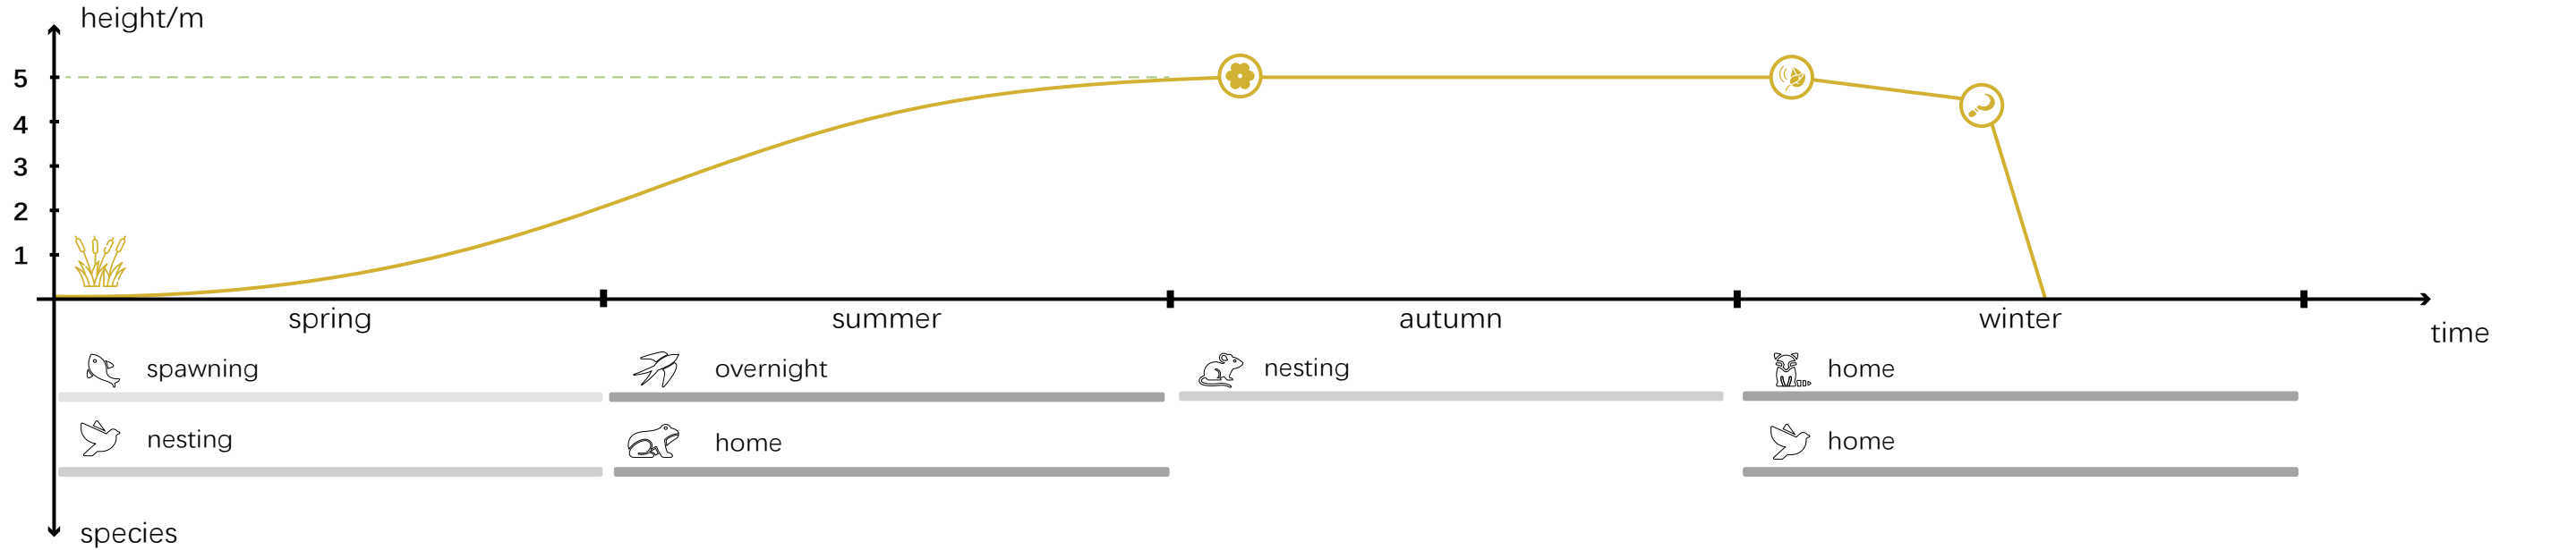 height/m
5
4
3
2
1
spring summer autumn winter
time
spawning overnight nesting home
nesting home home
species